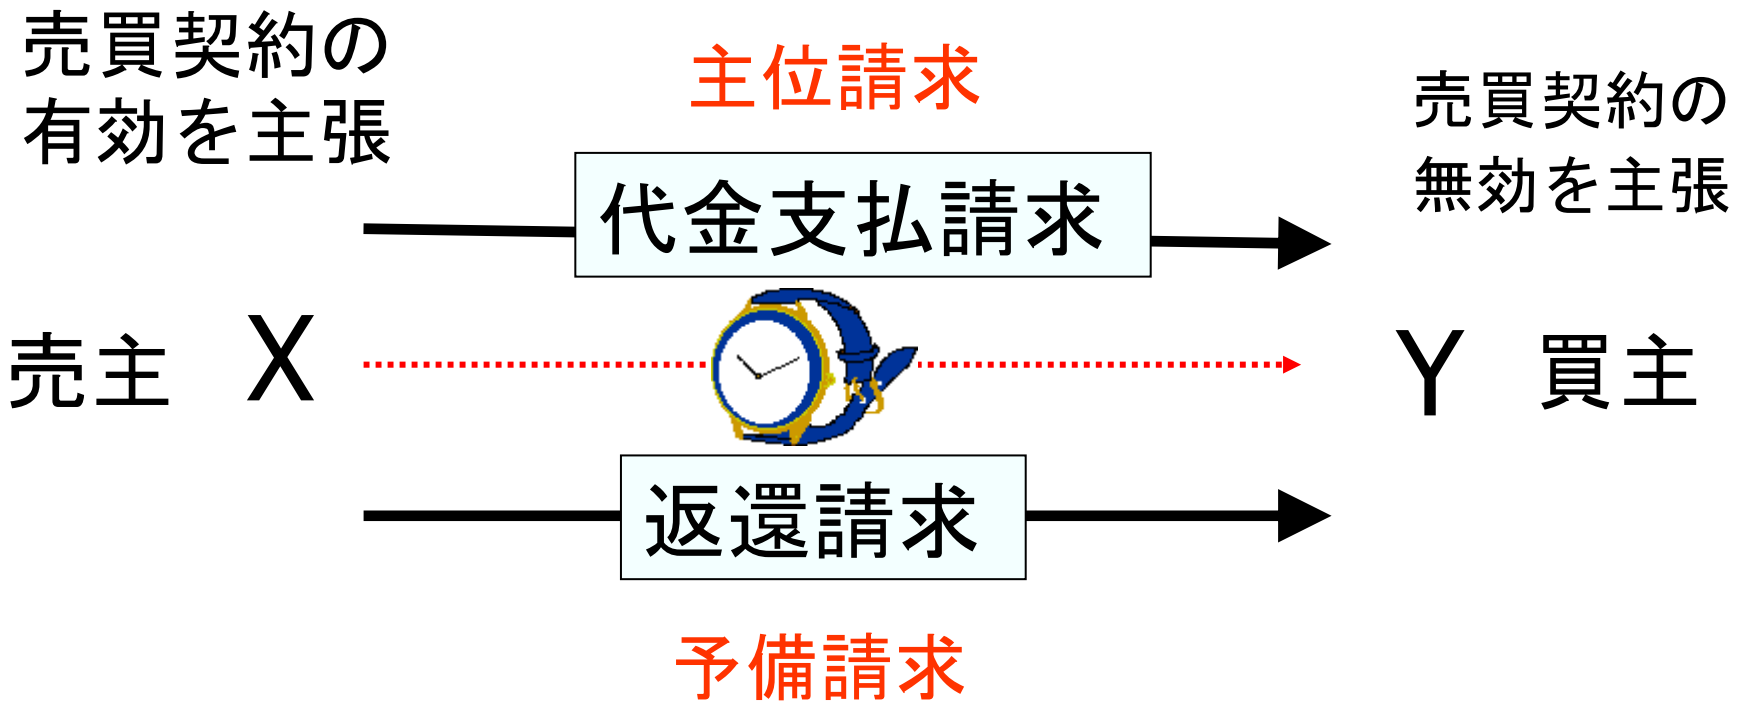 売買契約の
有効を主張
主位請求
売買契約の
無効を主張
代金支払請求
売主 X
Y 買主
返還請求
予備請求